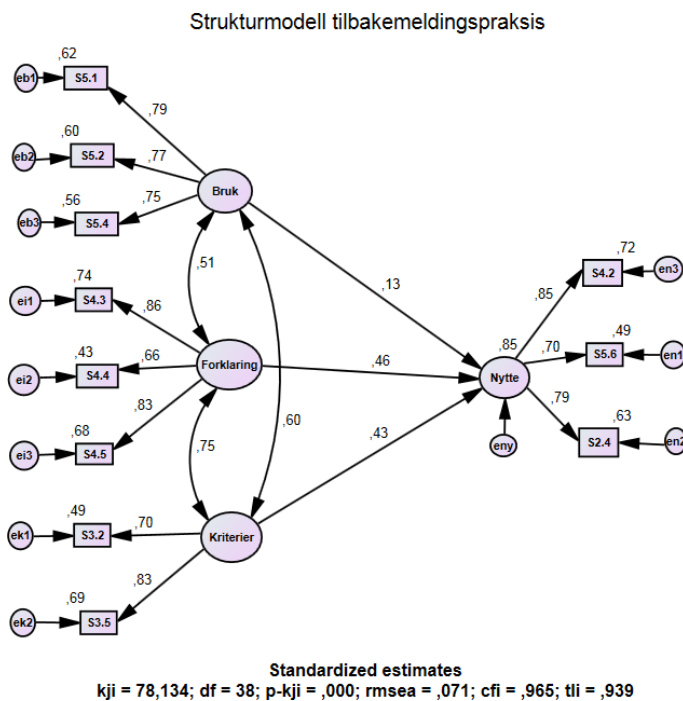 Strukturmodell tilbakemeldingspraksis
,62
eb1 S5.1
,79
,60
eb2 S5.2
,77
Bruk
,56
eb3 S5.4
,75
,51
,13
,72
S4.2 en3
,85
,74
ei1 S4.3
,86
,43
ei2 S4.4
,66
Forklaring
,46
,85
Nytte
,70
,49
S5.6 en1
,79
,63
S2.4 en2
eny
,68
ei3 S4.5
,83
,75
,60
,43
,49
ek1 S3.2
,70
Kriterier
,69
ek2 S3.5
,83
Standardized estimates
kji = 78,134; df = 38; p-kji = ,000; rmsea = ,071; cfi = ,965; tli = ,939